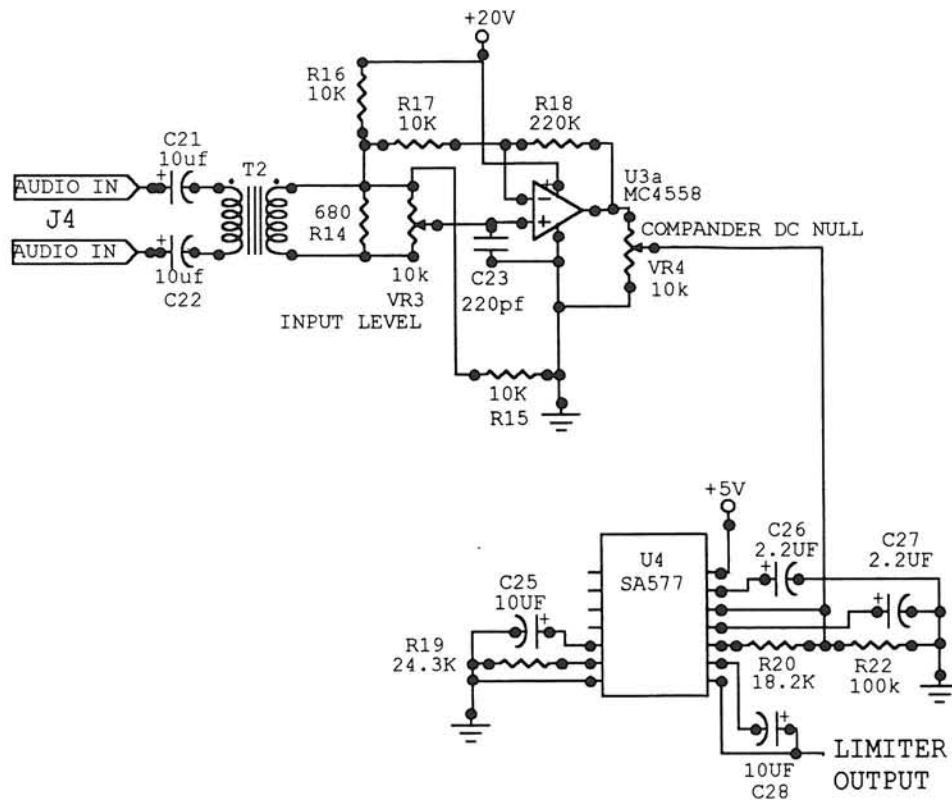 +20V
R16
10K
R17
10K
R18
220K
C21
10uf
T2
U3a
MC4558
AUDIO IN
J4
AUDIO IN
680
R14
COMPANDER DC NULL
10uf
C22
10k
VR3
C23
220pf
VR4
10k
INPUT LEVEL
10K
R15
+5V
U4
SA577
C26
2.2UF
C27
2.2UF
C25
10UF
R19
24.3K
R20
18.2K
R22
100k
10UF
C28
LIMITER
OUTPUT